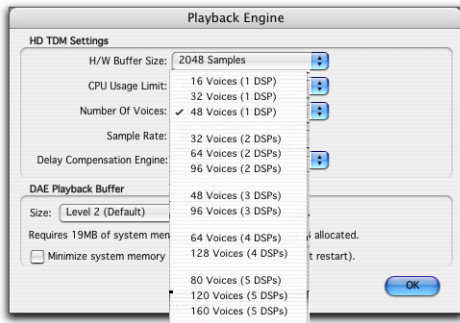 Playback Engine
HD TDM Settings
H/W Buffer Size: 2048 Samples
CPU Usage Limit:
Number Of Voices:
Sample Rate:
Delay Compensation Engine:
16 Voices (1 DSP)
32 Voices (1 DSP)
✓ 48 Voices (1 DSP)
32 Voices (2 DSPs)
64 Voices (2 DSPs)
96 Voices (2 DSPs)
48 Voices (3 DSPs)
96 Voices (3 DSPs)
64 Voices (4 DSPs)
128 Voices (4 DSPs)
80 Voices (5 DSPs)
120 Voices (5 DSPs)
160 Voices (5 DSPs)
DAE Playback Buffer
Size: Level 2 (Default)
Requires 19MB of system allocated.
Minimize system memory restart).
OK